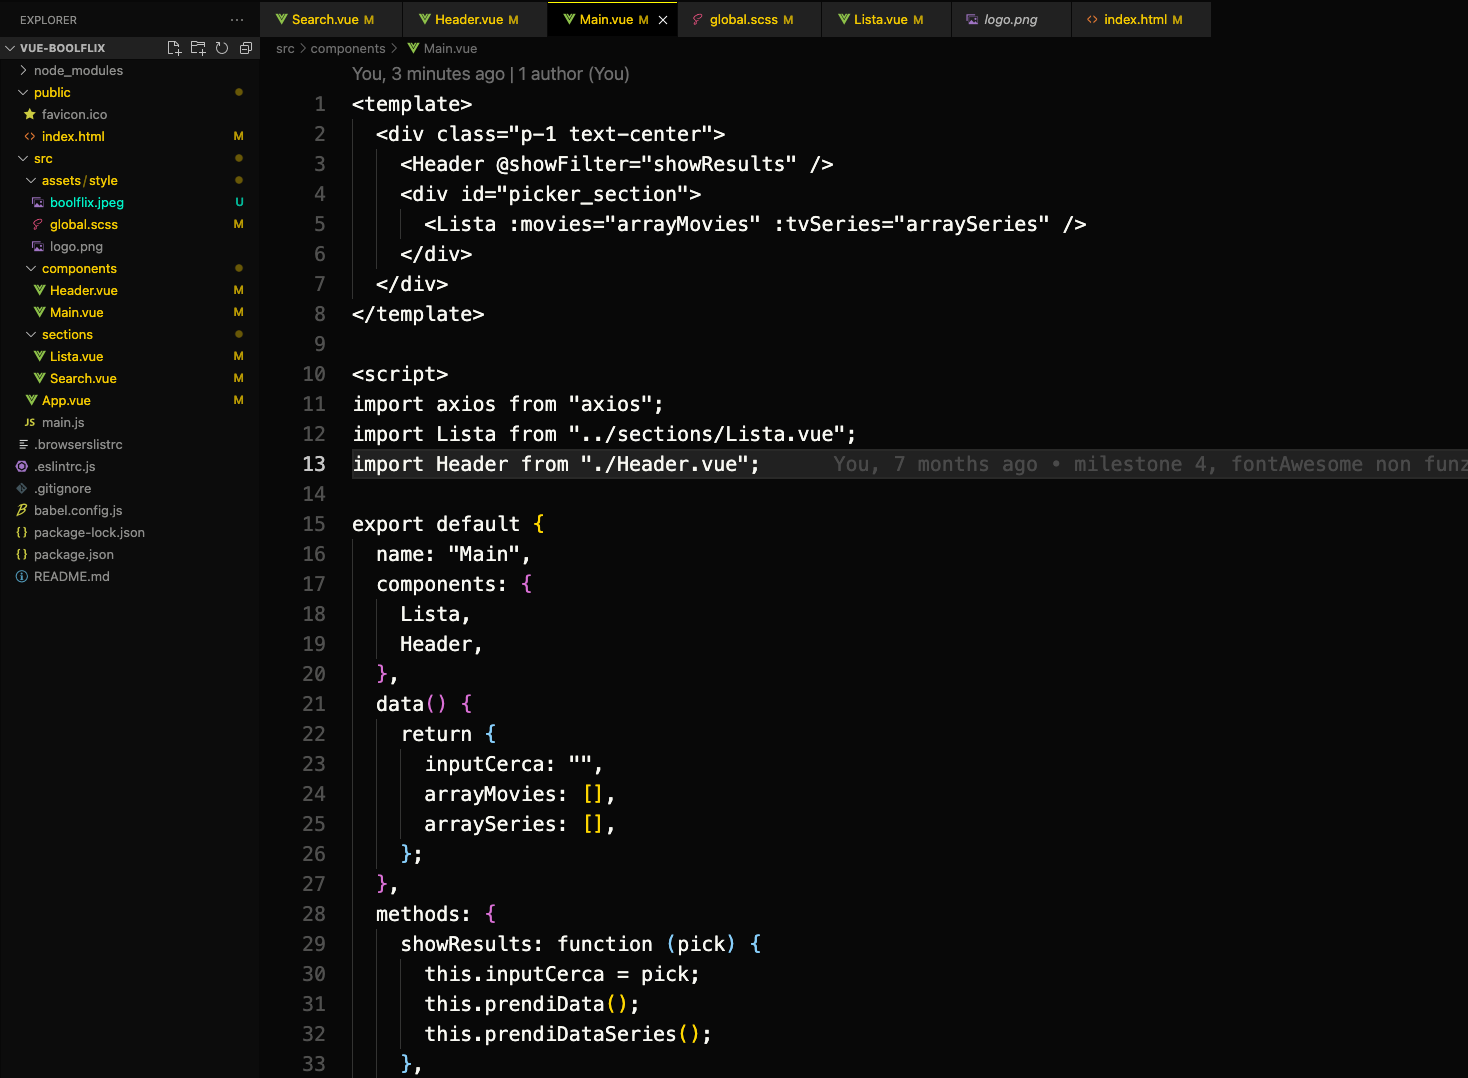 EXPLORER
VUE-BOOLFLIX
node_modules
public
favicon.ico
<> index.html M
src
assets/style
boolflix.jpeg U
global.scss M
logo.png
components
Header.vue M
Main.vue M
sections
Lista.vue M
Search.vue M
App.vue M
JS main.js
.browserslistrc
.eslintrc.js
.gitignore
babel.config.js
{} package-lock.json
{} package.json
README.md
Search.vue M Header.vue M Main.vue M × global.scss M Lista.vue M logo.png <> index.html M
src > components > Main.vue
You, 3 minutes ago | 1 author (You)
1 <template>
2 <div class="p-1 text-center">
3 <Header @showFilter="showResults" />
4 <div id="picker_section">
5 <Lista :movies="arrayMovies" :tvSeries="arraySeries" />
6 </div>
7 </div>
8 </template>
9
10 <script>
11 import axios from "axios";
12 import Lista from "../sections/Lista.vue";
13 import Header from "./Header.vue"; You, 7 months ago • milestone 4, fontAwesome non funz
14
15 export default {
16 name: "Main",
17 components: {
18 Lista,
19 Header,
20 },
21 data() {
22 return {
23 inputCerca: "",
24 arrayMovies: [],
25 arraySeries: [],
26 };
27 },
28 methods: {
29 showResults: function (pick) {
30 this.inputCerca = pick;
31 this.prendiData();
32 this.prendiDataSeries();
33 },